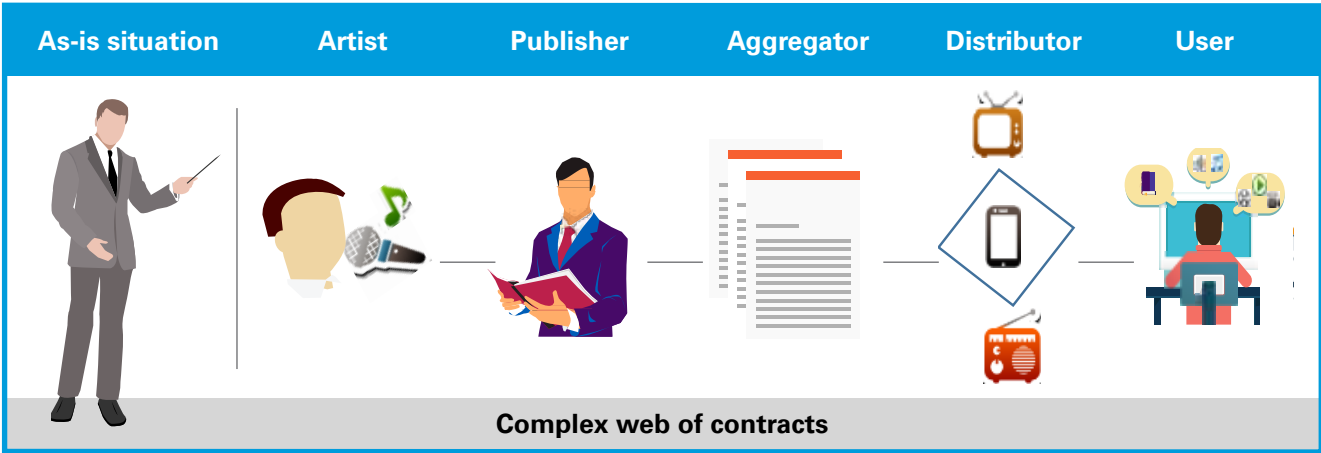 As-is situation Artist Publisher Aggregator Distributor User
Complex web of contracts